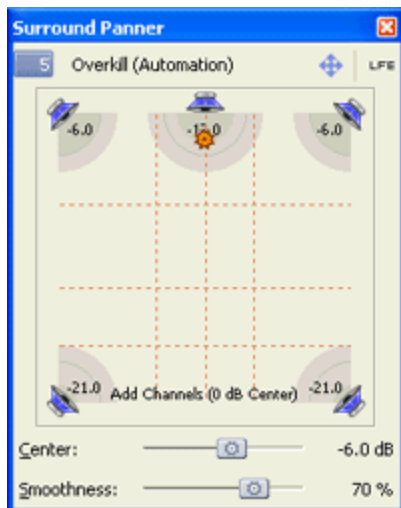 Surround Panner
5 Overkill (Automation) LFE
-6.0 -6.0
-21.0 Add Channels (0 dB Center) -21.0
Center: -6.0 dB
Smoothness: 70 %